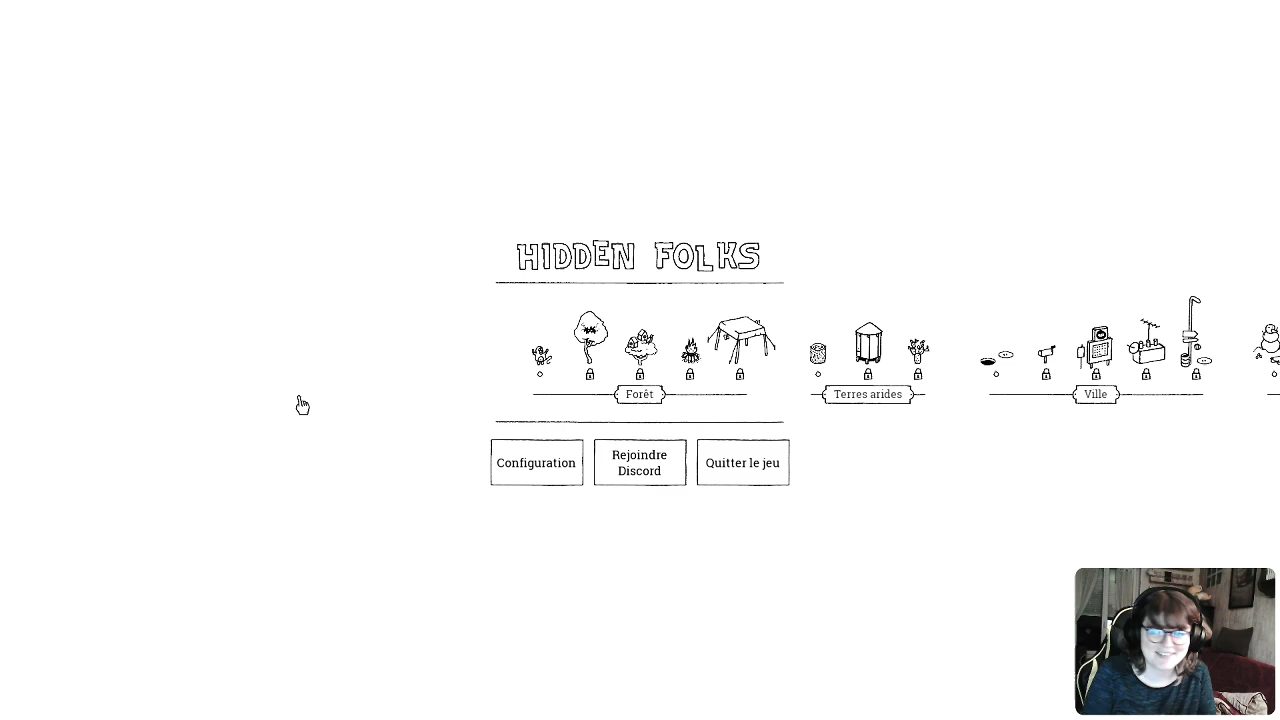 HIDDEN FOLKS
Forêt
Terres arides
Ville
Configuration
Rejoindre
Discord
Quitter le jeu